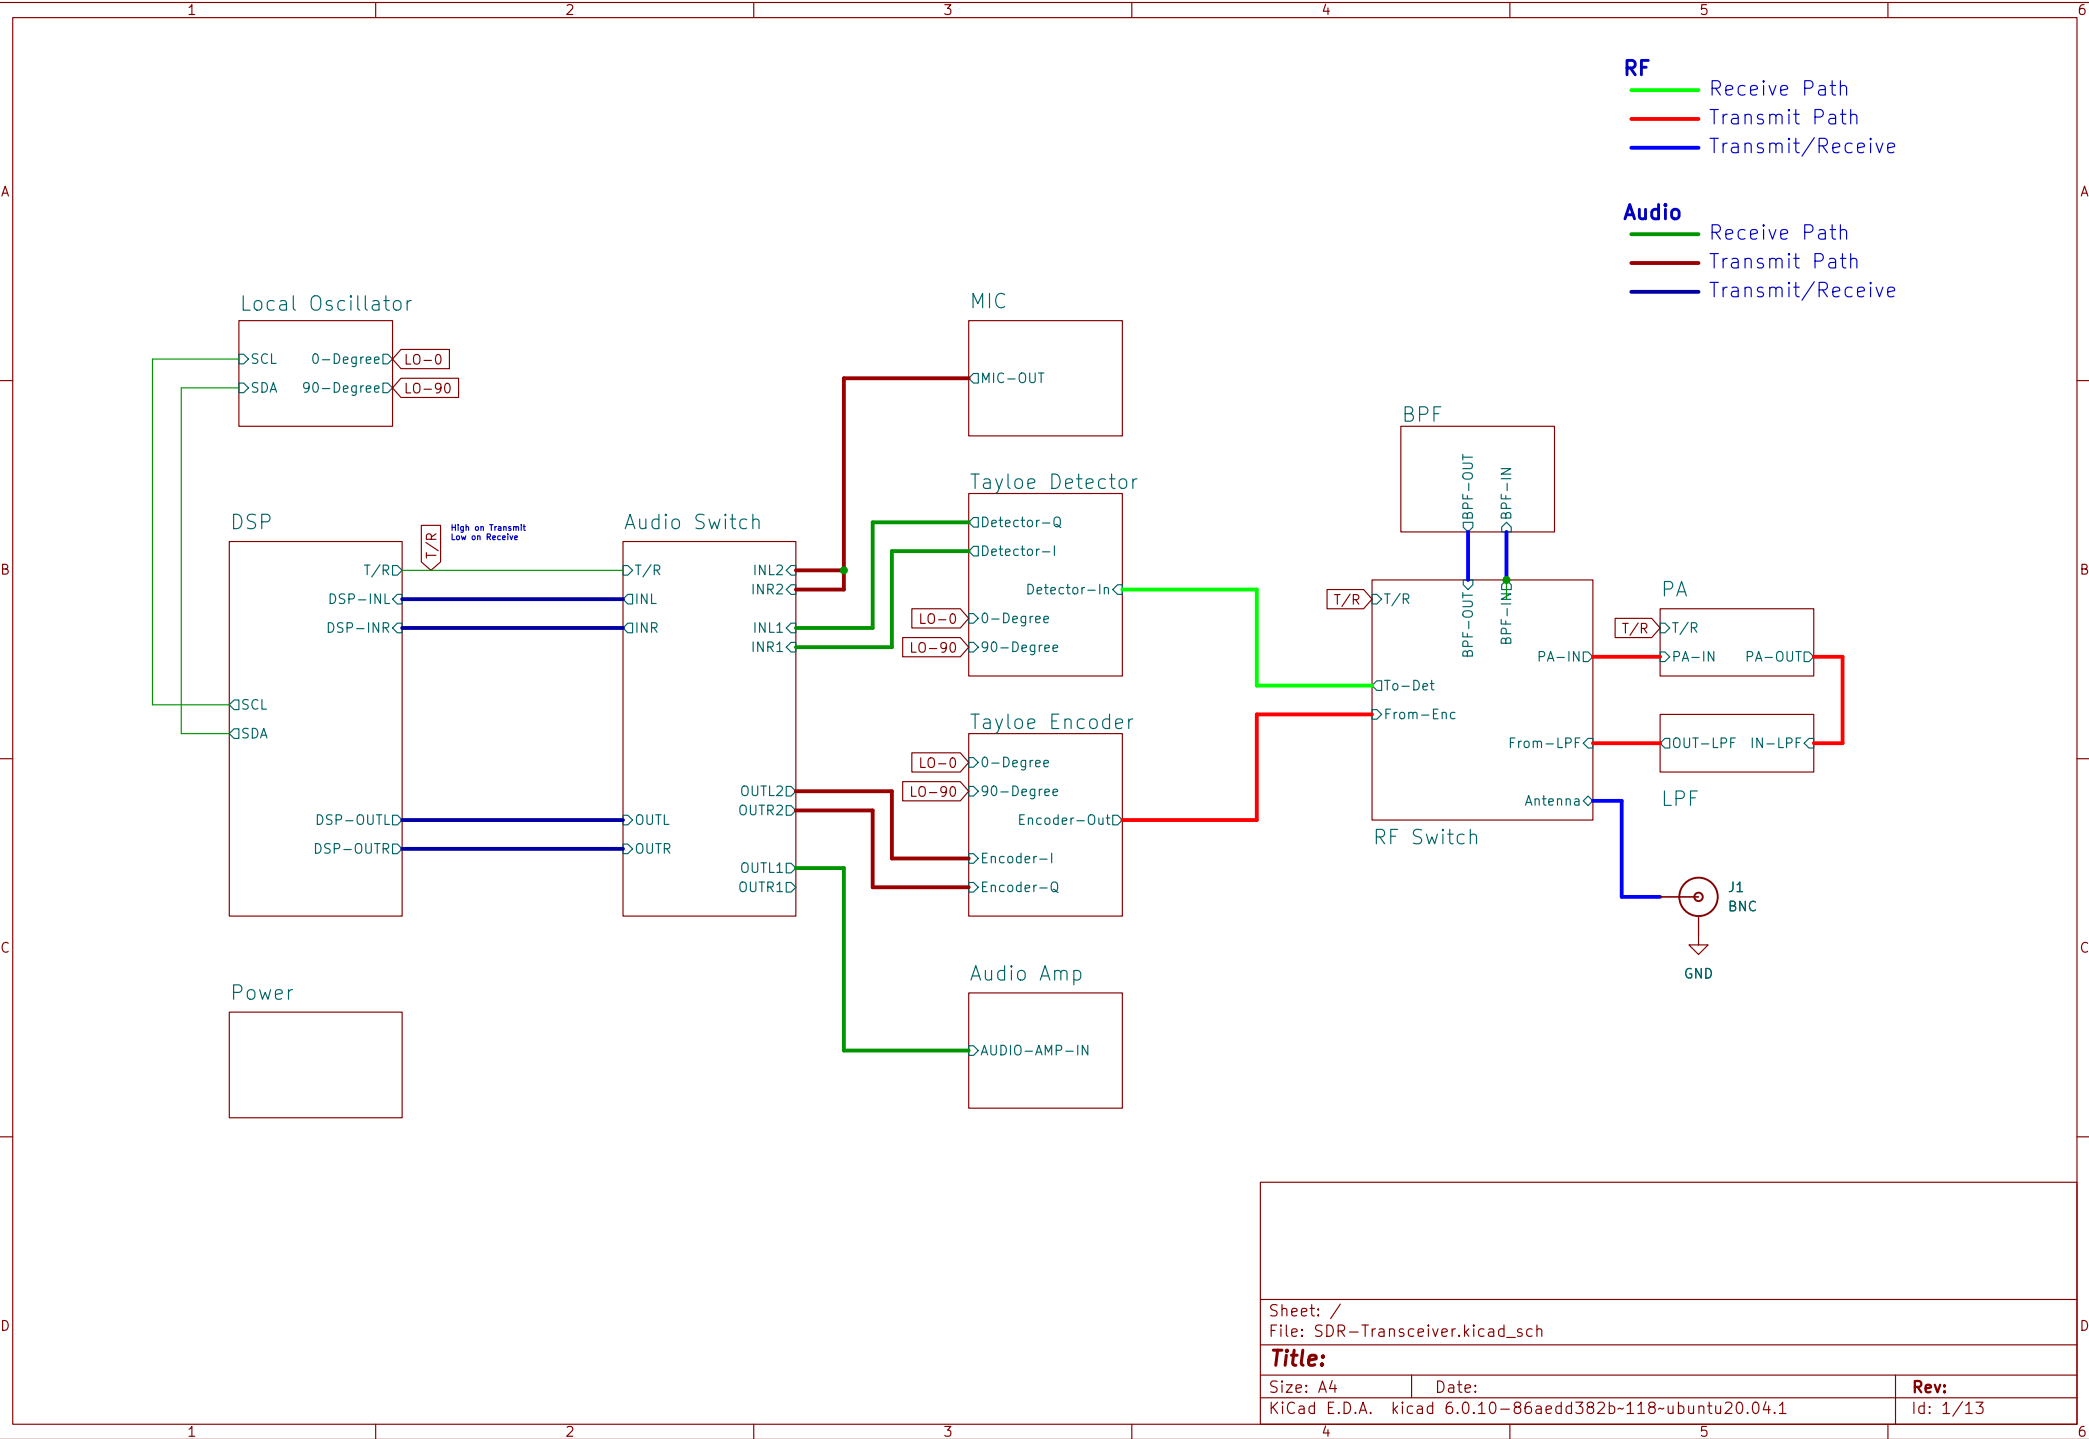 1 2 3 4 5 6
RF
Receive Path
Transmit Path
Transmit/Receive
A A
Audio
Receive Path
Transmit Path
Transmit/Receive
Local Oscillator
SCL 0-Degree LO-0
SDA 90-Degree LO-90
MIC
MIC-OUT
BPF
BPF-OUT
BPF-IN
DSP
T/R
High on Transmit
Low on Receive
T/R
DSP-INL
DSP-INR
SCL
SDA
DSP-OUTL
DSP-OUTR
Audio Switch
T/R INL2
INR2
INL
INR INL1
INR1
OUTL2
OUTR2
OUTL
OUTR
OUTL1
OUTR1
Tayloe Detector
Detector-Q
Detector-I
Detector-In
LO-0 0-Degree
LO-90 90-Degree
Tayloe Encoder
LO-0 0-Degree
LO-90 90-Degree
Encoder-Out
Encoder-I
Encoder-Q
B B
T/R T/R
BPF-OUT
BPF-IN
PA-IN
To-Det
From-Enc
From-LPF
Antenna
RF Switch
PA
T/R T/R
PA-IN PA-OUT
OUT-LPF IN-LPF
LPF
J1
BNC
GND
C C
Power
Audio Amp
AUDIO-AMP-IN
Sheet: /
File: SDR-Transceiver.kicad_sch
D D
Title:
Size: A4 Date: Rev:
KiCad E.D.A. kicad 6.0.10-86aedd382b~118~ubuntu20.04.1 Id: 1/13
1 2 3 4 5 6